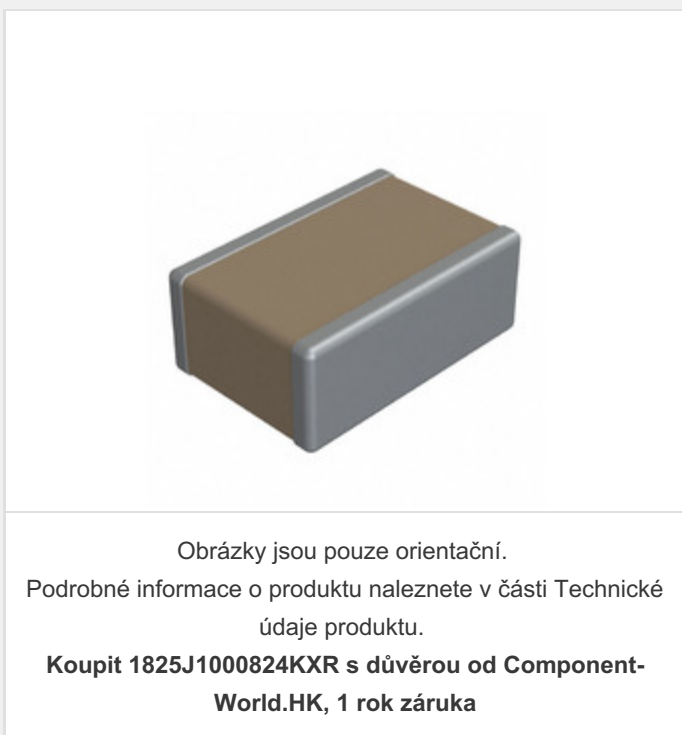 Obrázky jsou pouze orientační.
Podrobné informace o produktu naleznete v části Technické
údaje produktu.
Koupit 1825J1000824KXR s důvěrou od Component-
World.HK, 1 rok záruka